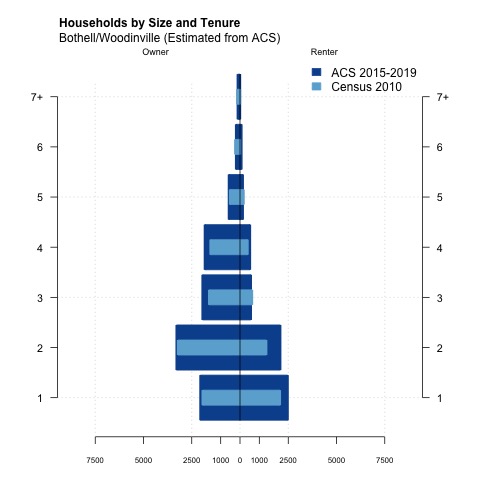 Households by Size and Tenure
Bothell/Woodinville (Estimated from ACS)
Owner Renter
ACS 2015-2019
Census 2010
7+ 7+
6 6
5 5
4 4
3 3
2 2
1 1
7500 5000 2500 1000 0 1000 2500 5000 7500